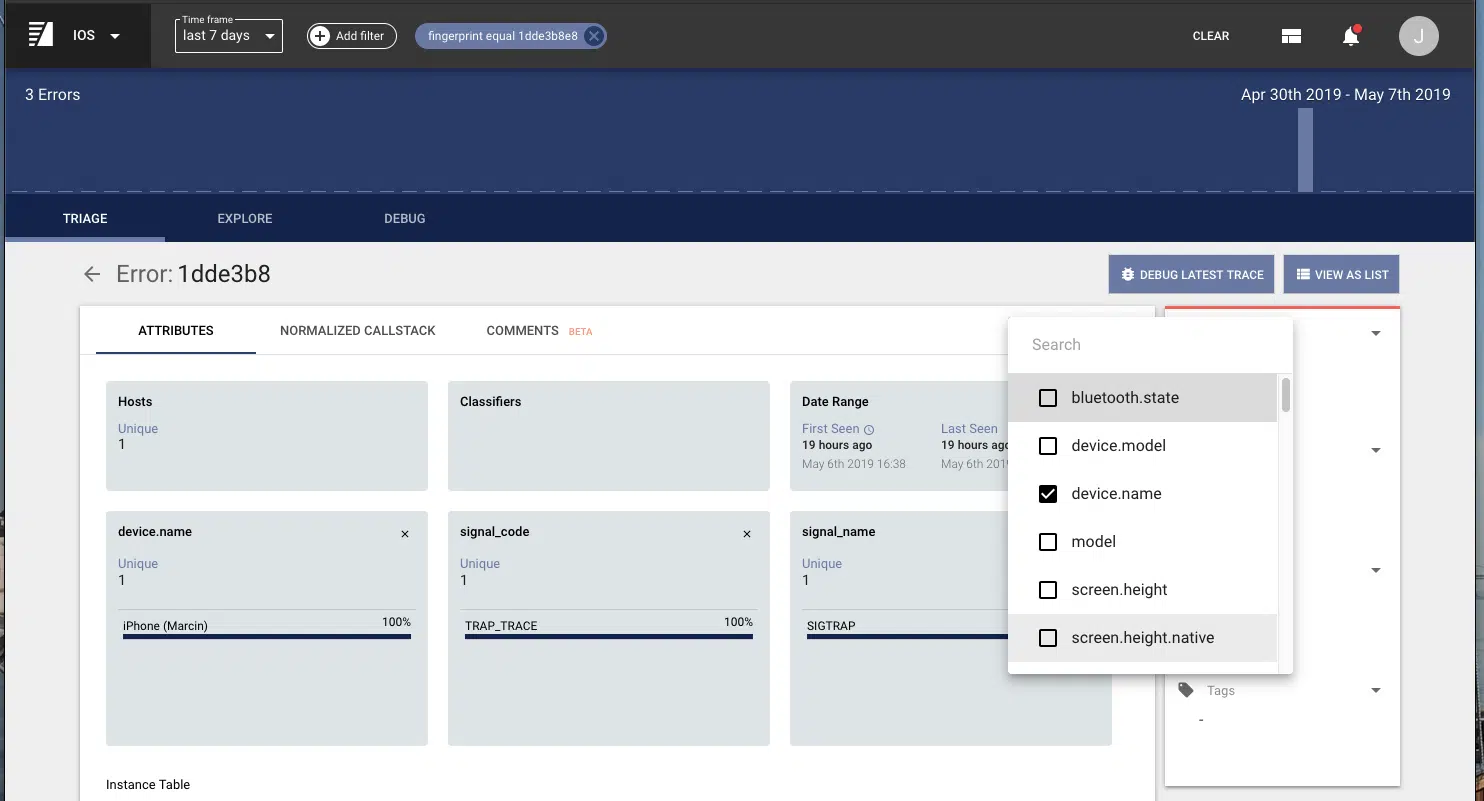 IOS
Time frame
last 7 days
Add filter
fingerprint equal 1dde3b8e8
CLEAR
J
3 Errors
Apr 30th 2019 - May 7th 2019
TRIAGE
EXPLORE
DEBUG
Error: 1dde3b8
DEBUG LATEST TRACE
VIEW AS LIST
ATTRIBUTES
NORMALIZED CALLSTACK
COMMENTS BETA
Hosts
Unique
1
Classifiers
Date Range
First Seen
19 hours ago
May 6th 2019 16:38
Last Seen
19 hours ago
May 6th 201
device.name
Unique
1
iPhone (Marcin) 100%
signal_code
Unique
1
TRAP_TRACE 100%
signal_name
Unique
1
SIGTRAP
Search
bluetooth.state
device.model
device.name
model
screen.height
screen.height.native
Tags
-
Instance Table